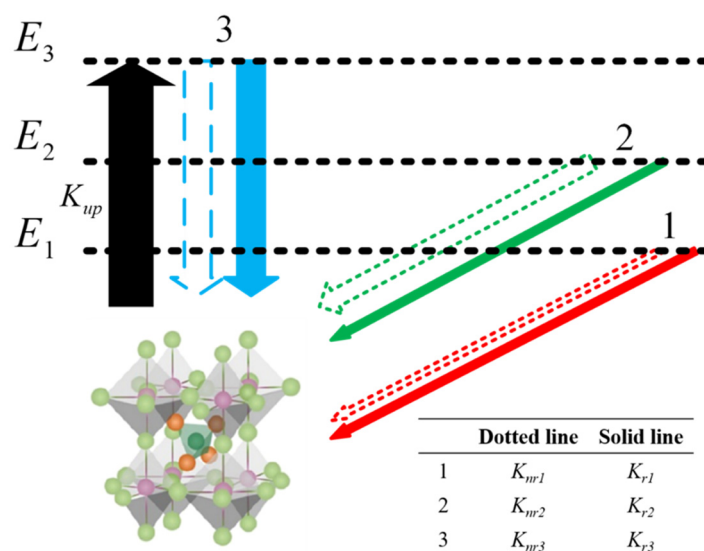 E3
3
E2
2
Kup
E1
1
Dotted line Solid line
1 Knr1 Kr1
2 Knr2 Kr2
3 Knr3 Kr3